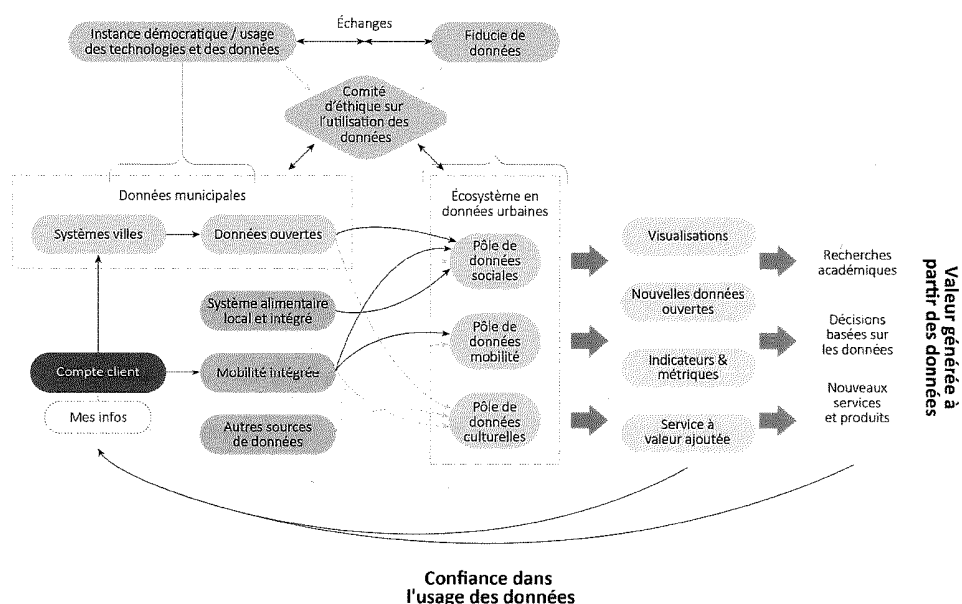 Échanges
Instance démocratique / usage
des technologies et des données
Fiducie de
données
Comité
d'éthique sur
l'utilisation des
données
Données municipales
Écosystème en
données urbaines
Systèmes villes
Données ouvertes
Pôle de
données
sociales
Visualisations
Recherches
académiques
Système alimentaire
local et intégré
Nouvelles données
ouvertes
Pôle de
données
mobilité
Décisions
basées sur
les données
Compte client
Mobilité intégrée
Indicateurs &
métriques
Mes infos
Autres sources
de données
Pôle de
données
culturelles
Service à
valeur ajoutée
Nouveaux
services
et produits
Valeur générée à
partir des données
Confiance dans
l'usage des données